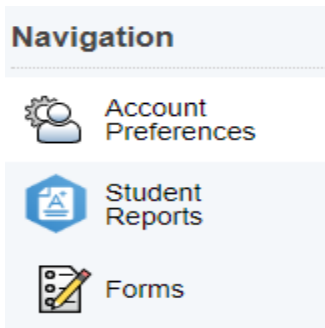 Navigation
Account
Preferences
Student
Reports
Forms